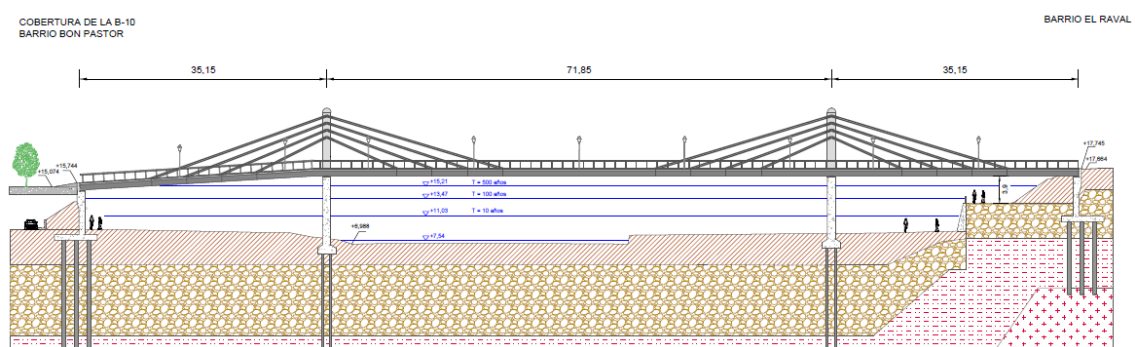 COBERTURA DE LA B-10
BARRIO BON PASTOR
BARRIO EL RAVAL
35,15
71,85
35,15
+15,744
+15,074
+17,745
+17,664
+15,21 T = 500 años
+13,47 T = 100 años
3,9
+11,03 T = 10 años
+6,988
+7,54